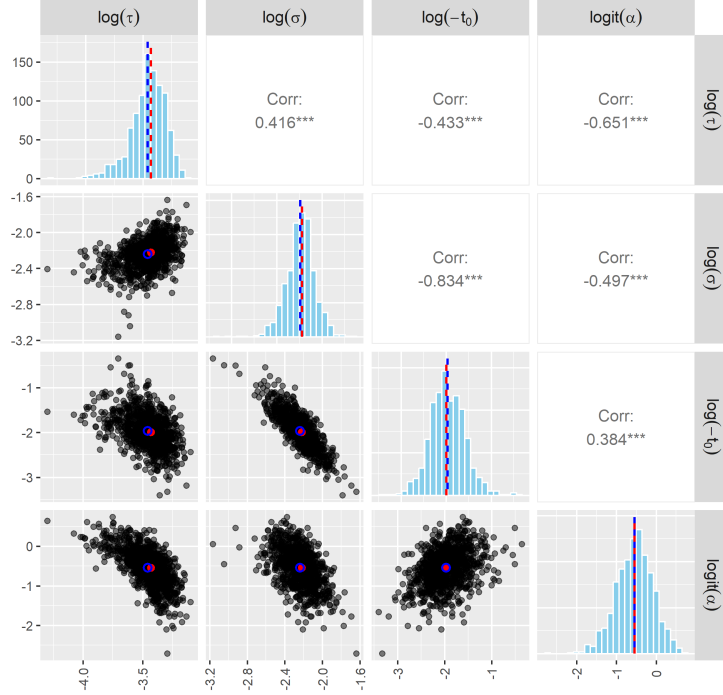 log(τ)
log(σ)
log(−t₀)
logit(α)
150
100
50
0
Corr:
0.416***
Corr:
-0.433***
Corr:
-0.651***
log(τ)
-1.6
-2.0
-2.4
-2.8
-3.2
Corr:
-0.834***
Corr:
-0.497***
log(σ)
-1
-2
-3
Corr:
0.384***
log(−t₀)
0
-1
-2
logit(α)
-4.0
-3.5
-3.2
-2.8
-2.4
-2.0
-1.6
-3
-2
-1
-2
-1
0